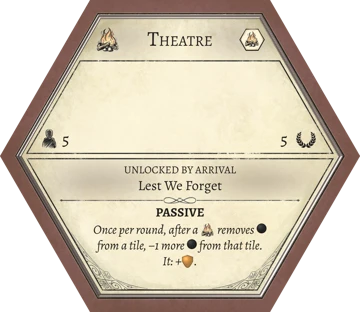 THEATRE
5 5
UNLOCKED BY ARRIVAL
Lest We Forget
PASSIVE
Once per round, after a removes
from a tile, –1 more from that tile.
It: + .